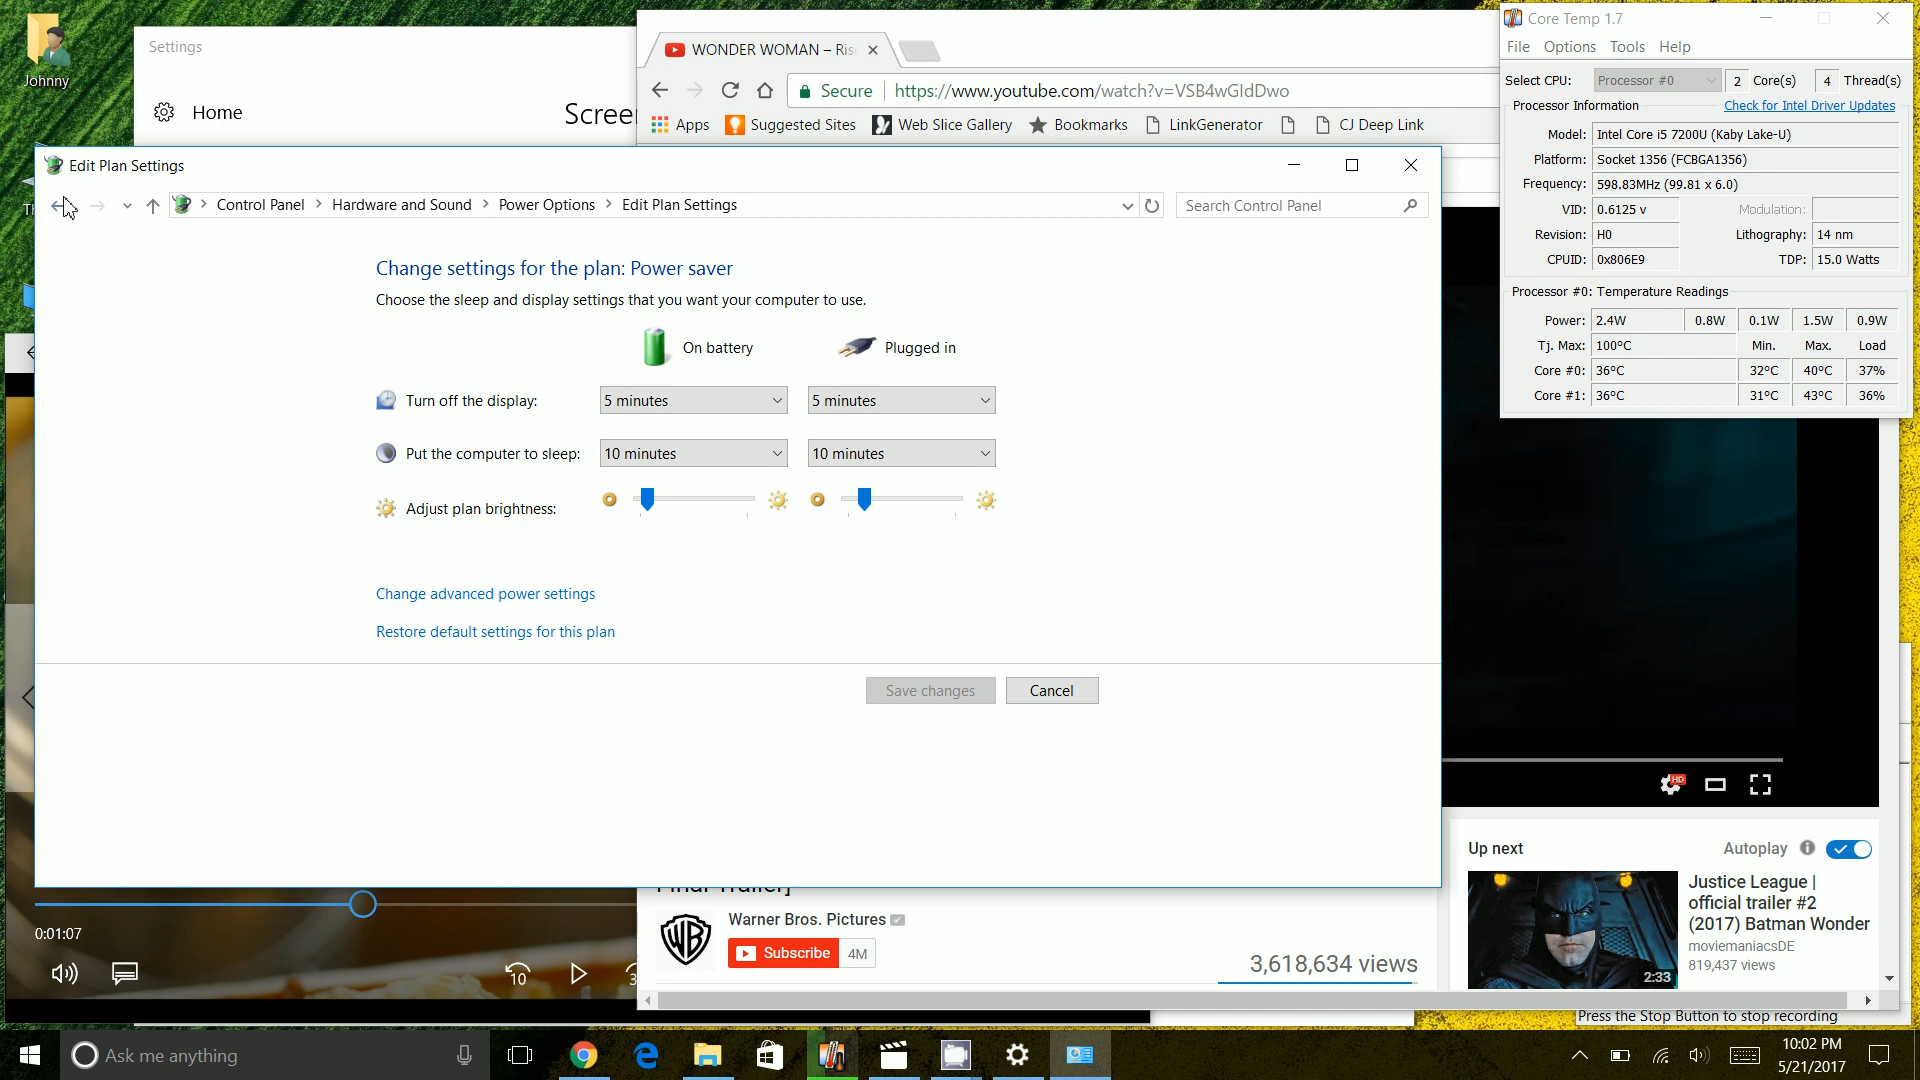 Johnny
Settings
Home
Scree
WONDER WOMAN – Ris
Secure
https://www.youtube.com/watch?v=VSB4wGIdDwo
Apps
Suggested Sites
Web Slice Gallery
Bookmarks
LinkGenerator
CJ Deep Link
Core Temp 1.7
File Options Tools Help
Select CPU: Processor #0 2 Core(s) 4 Thread(s)
Processor Information Check for Intel Driver Updates
Model: Intel Core i5 7200U (Kaby Lake-U)
Platform: Socket 1356 (FCBGA1356)
Frequency: 598.83MHz (99.81 x 6.0)
VID: 0.6125 v Modulation:
Revision: H0 Lithography: 14 nm
CPUID: 0x806E9 TDP: 15.0 Watts
Processor #0: Temperature Readings
Power: 2.4W 0.8W 0.1W 1.5W 0.9W
Tj. Max: 100°C Min. Max. Load
Core #0: 36°C 32°C 40°C 37%
Core #1: 36°C 31°C 43°C 36%
Edit Plan Settings
Control Panel > Hardware and Sound > Power Options > Edit Plan Settings
Search Control Panel
Change settings for the plan: Power saver
Choose the sleep and display settings that you want your computer to use.
On battery Plugged in
Turn off the display: 5 minutes 5 minutes
Put the computer to sleep: 10 minutes 10 minutes
Adjust plan brightness:
Change advanced power settings
Restore default settings for this plan
Save changes Cancel
HD
0:01:07
10
Warner Bros. Pictures
Subscribe 4M
3,618,634 views
Up next Autoplay
Justice League |
official trailer #2
(2017) Batman Wonder
moviemaniacsDE
819,437 views
2:33
Press the Stop Button to stop recording
Ask me anything
10:02 PM
5/21/2017